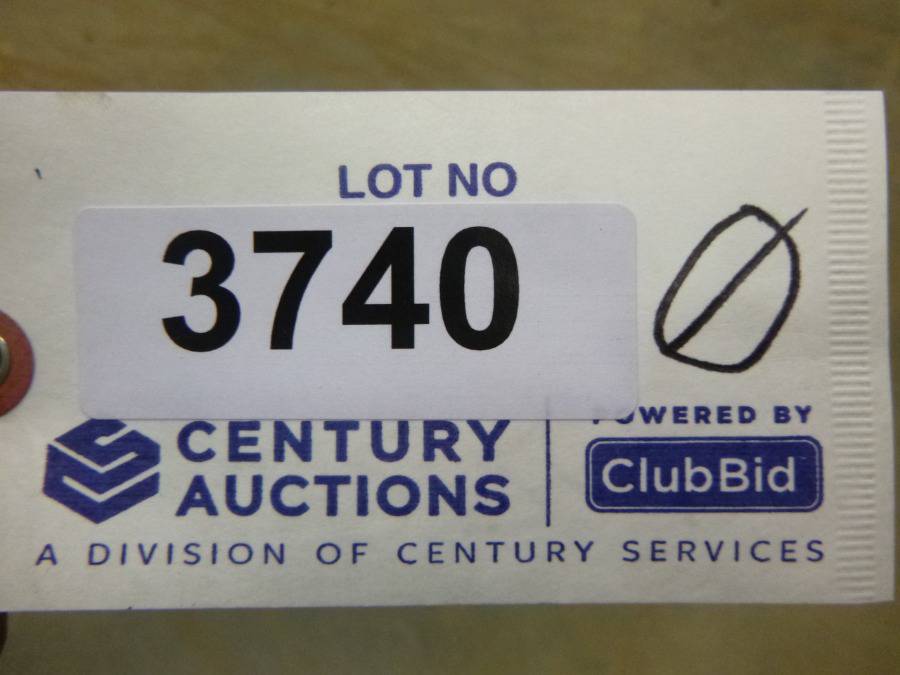 LOT NO
3740
Ø
CENTURY
AUCTIONS
POWERED BY
ClubBid
A DIVISION OF CENTURY SERVICES